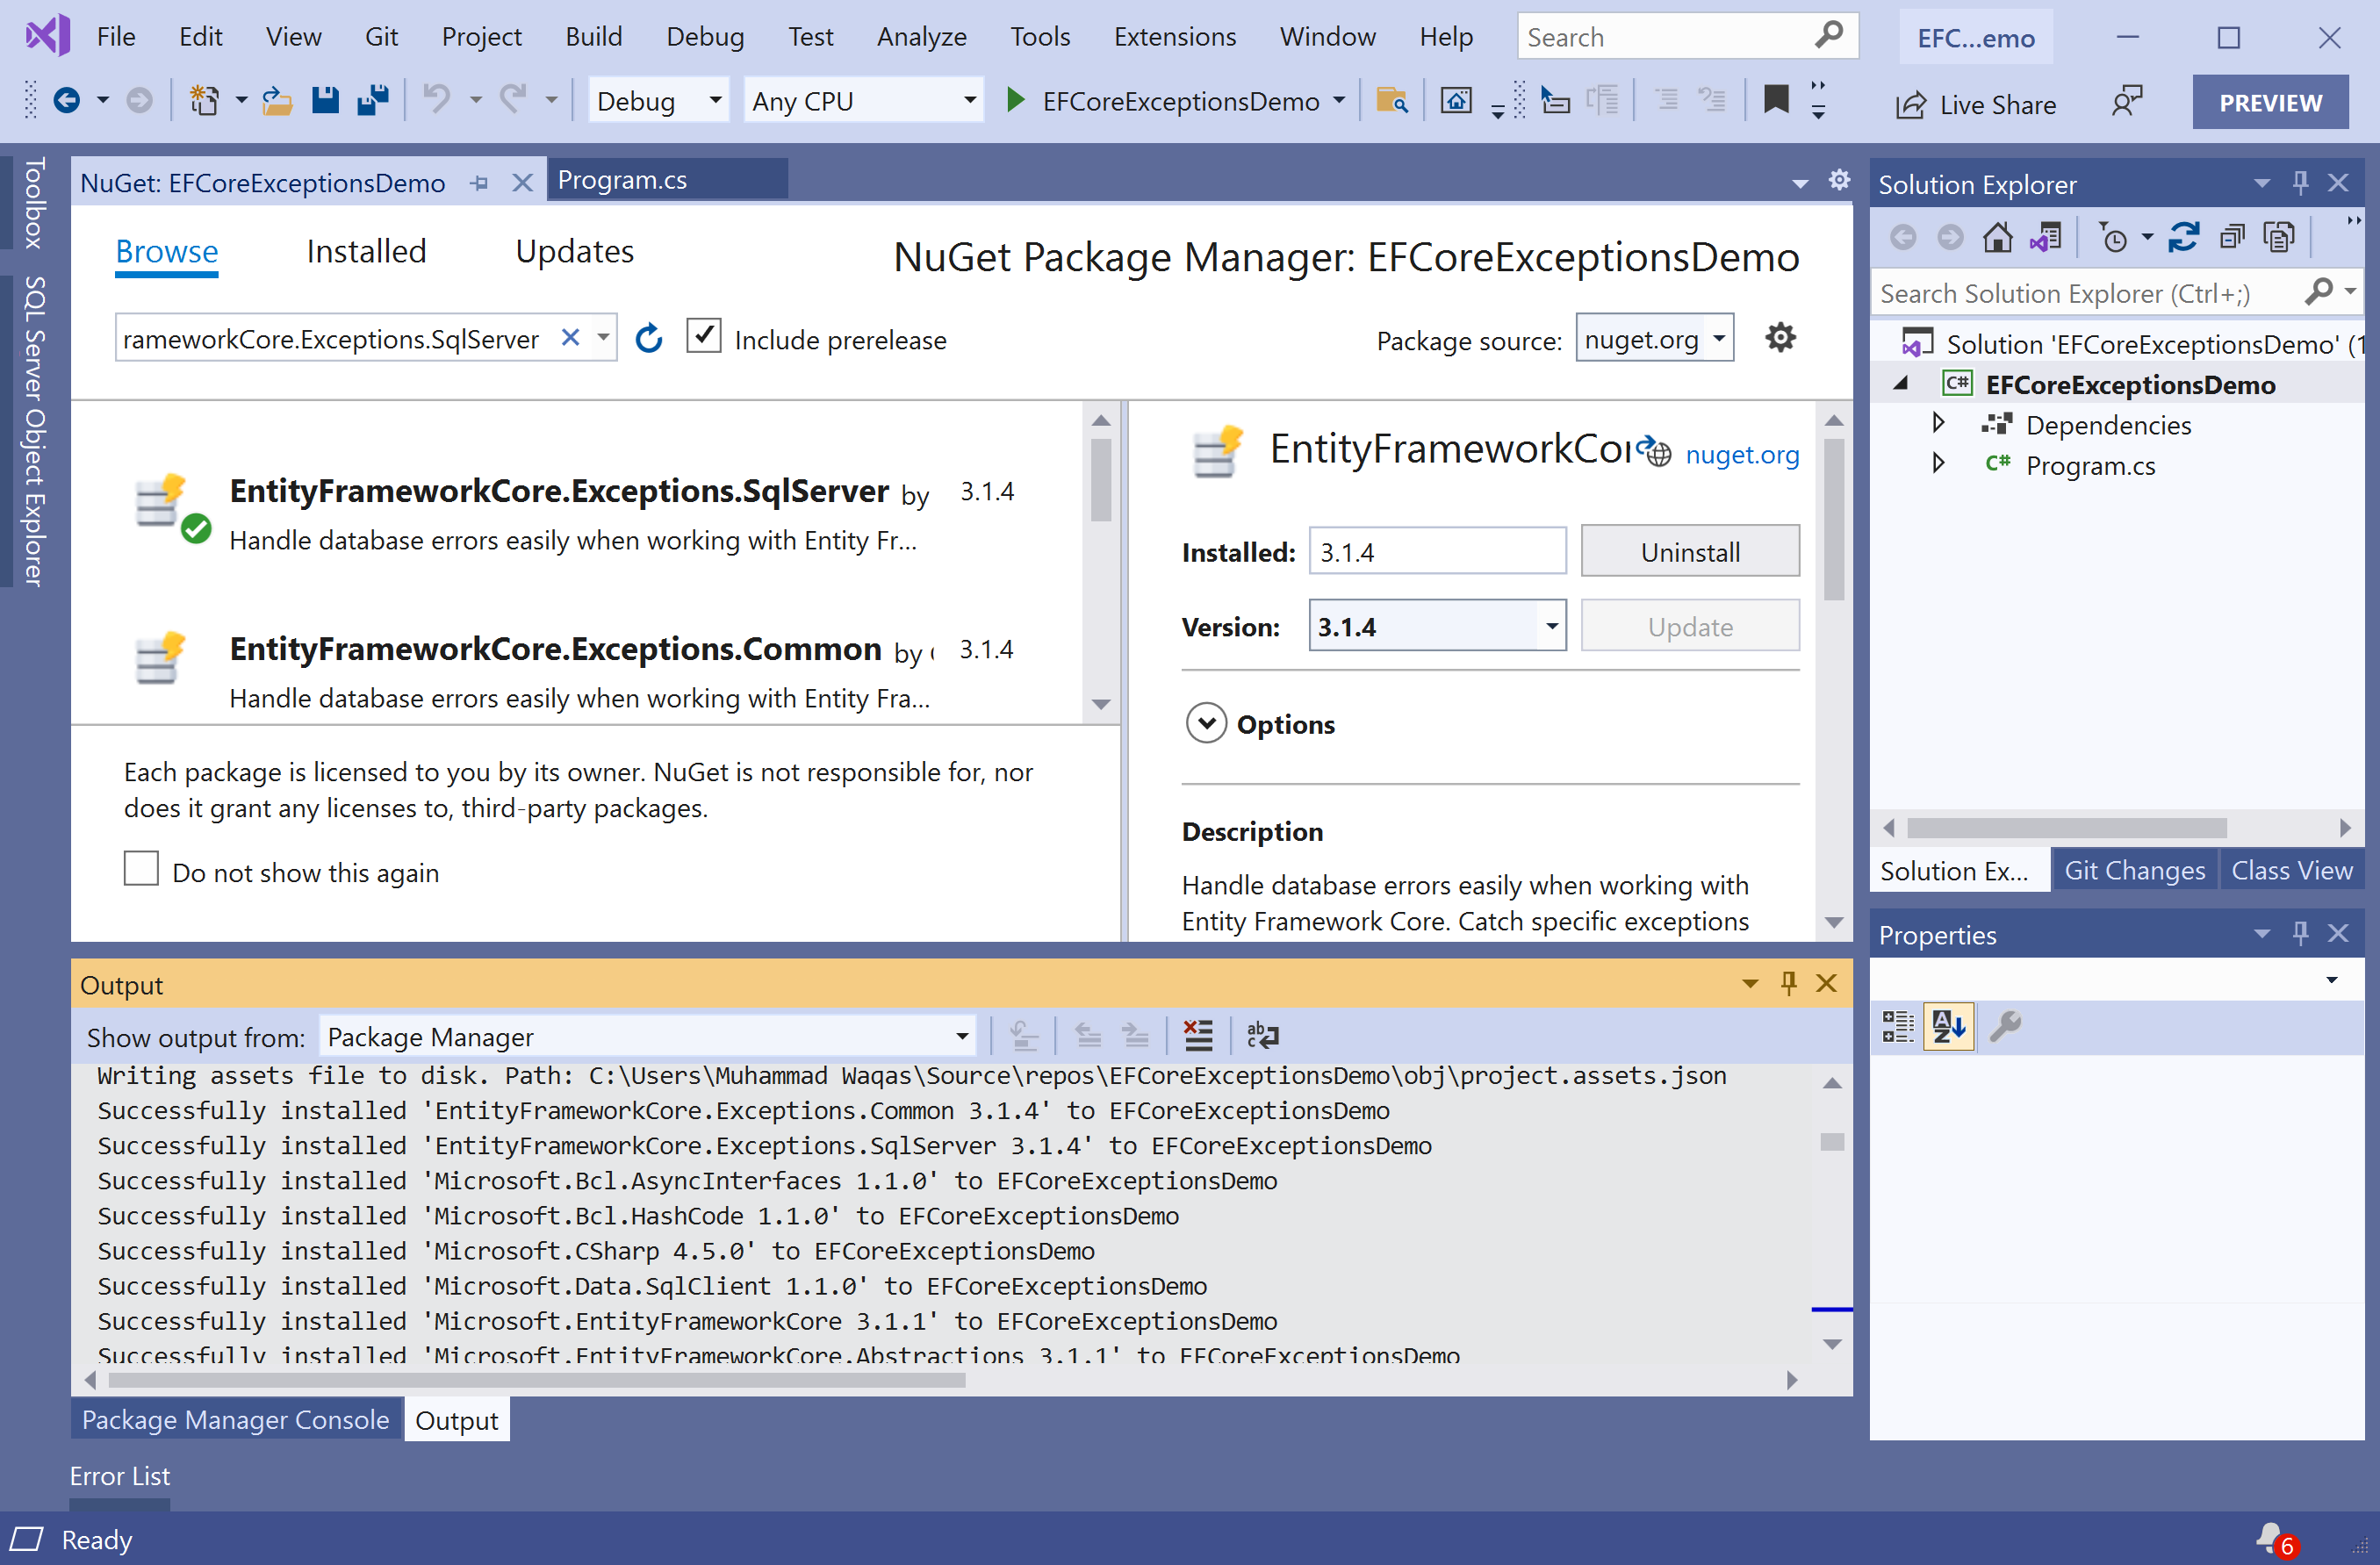 File Edit View Git Project Build Debug Test Analyze Tools Extensions Window Help Search EFC...emo
Debug Any CPU EFCoreExceptionsDemo Live Share PREVIEW
Toolbox
SQL Server Object Explorer
NuGet: EFCoreExceptionsDemo Program.cs
Browse Installed Updates NuGet Package Manager: EFCoreExceptionsDemo
rameworkCore.Exceptions.SqlServer Include prerelease Package source: nuget.org
EntityFrameworkCore.Exceptions.SqlServer by 3.1.4
Handle database errors easily when working with Entity Fr...
EntityFrameworkCore.Exceptions.Common by 3.1.4
Handle database errors easily when working with Entity Fra...
Each package is licensed to you by its owner. NuGet is not responsible for, nor
does it grant any licenses to, third-party packages.
Do not show this again
EntityFrameworkCor nuget.org
Installed: 3.1.4 Uninstall
Version: 3.1.4 Update
Options
Description
Handle database errors easily when working with
Entity Framework Core. Catch specific exceptions
Output
Show output from: Package Manager
Writing assets file to disk. Path: C:\Users\Muhammad Waqas\Source\repos\EFCoreExceptionsDemo\obj\project.assets.json
Successfully installed 'EntityFrameworkCore.Exceptions.Common 3.1.4' to EFCoreExceptionsDemo
Successfully installed 'EntityFrameworkCore.Exceptions.SqlServer 3.1.4' to EFCoreExceptionsDemo
Successfully installed 'Microsoft.Bcl.AsyncInterfaces 1.1.0' to EFCoreExceptionsDemo
Successfully installed 'Microsoft.Bcl.HashCode 1.1.0' to EFCoreExceptionsDemo
Successfully installed 'Microsoft.CSharp 4.5.0' to EFCoreExceptionsDemo
Successfully installed 'Microsoft.Data.SqlClient 1.1.0' to EFCoreExceptionsDemo
Successfully installed 'Microsoft.EntityFrameworkCore 3.1.1' to EFCoreExceptionsDemo
Successfully installed 'Microsoft.EntityFrameworkCore.Abstractions 3.1.1' to EFCoreExceptionsDemo
Package Manager Console Output
Error List
Solution Explorer
Search Solution Explorer (Ctrl+;)
Solution 'EFCoreExceptionsDemo' (1
C# EFCoreExceptionsDemo
Dependencies
C# Program.cs
Solution Ex... Git Changes Class View
Properties
Ready 6